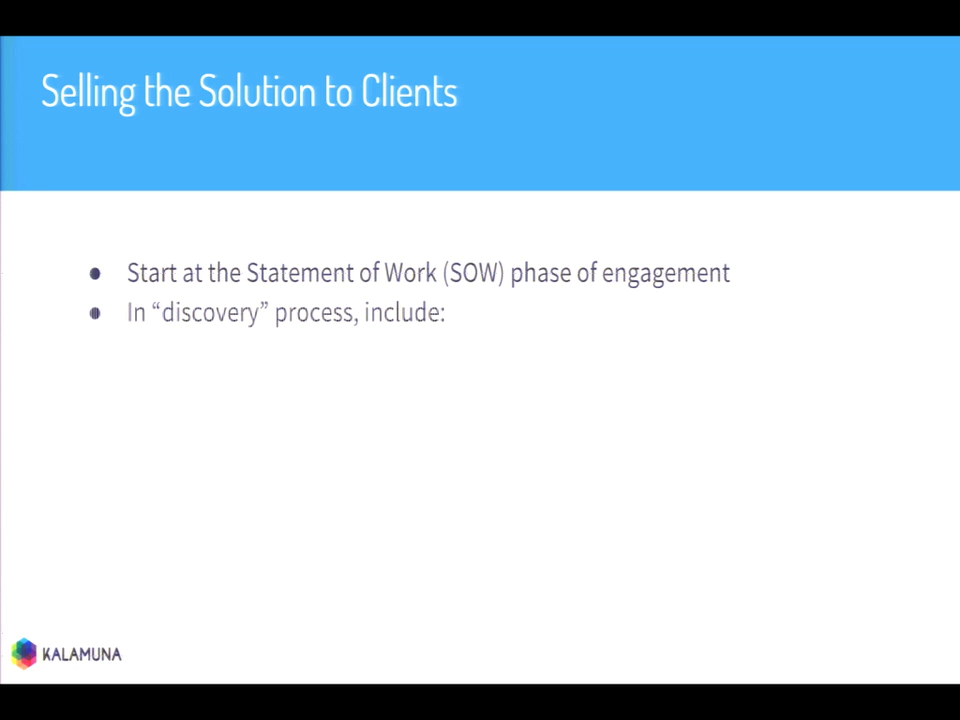 Selling the Solution to Clients
● Start at the Statement of Work (SOW) phase of engagement
● In “discovery” process, include:
KALAMUNA